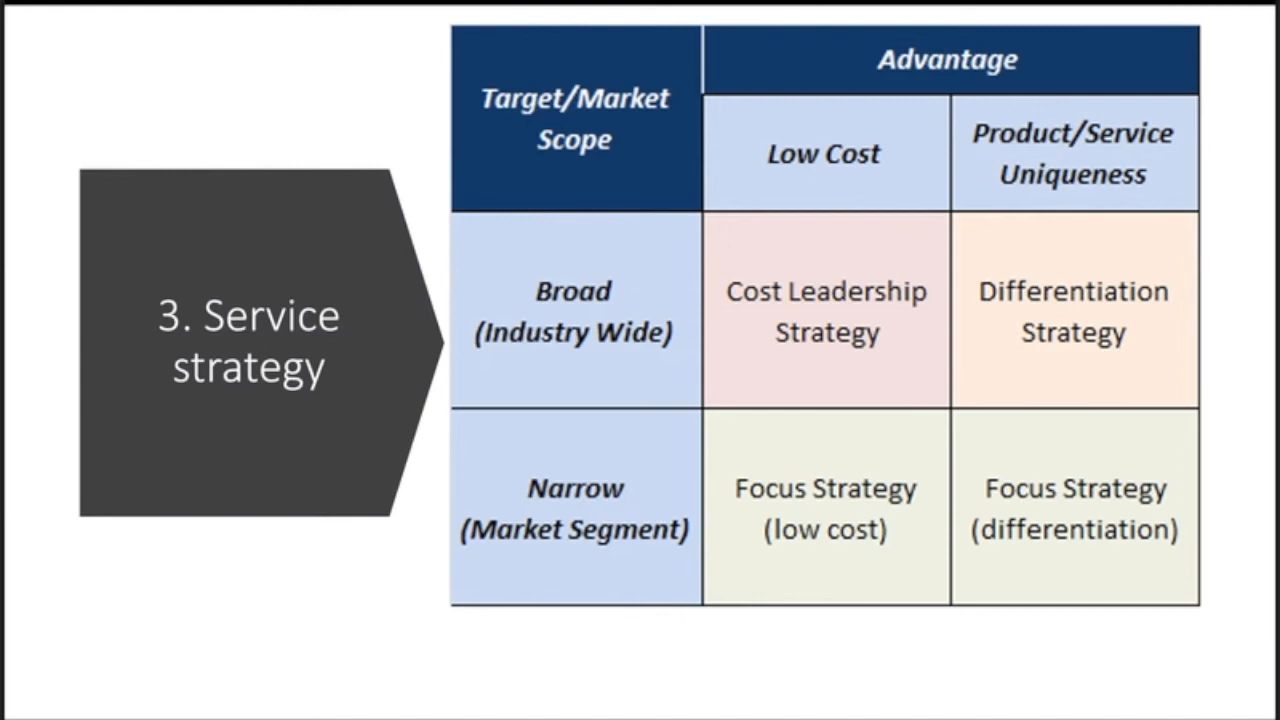 3. Service
strategy
Target/Market
Scope
Advantage
Low Cost
Product/Service
Uniqueness
Broad
(Industry Wide)
Cost Leadership
Strategy
Differentiation
Strategy
Narrow
(Market Segment)
Focus Strategy
(low cost)
Focus Strategy
(differentiation)